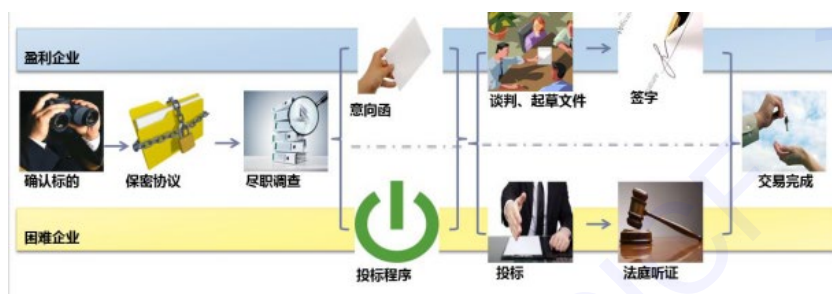 盈利企业
意向函
谈判、起草文件
签字
确认标的
保密协议
尽职调查
交易完成
困难企业
投标程序
投标
法庭听证